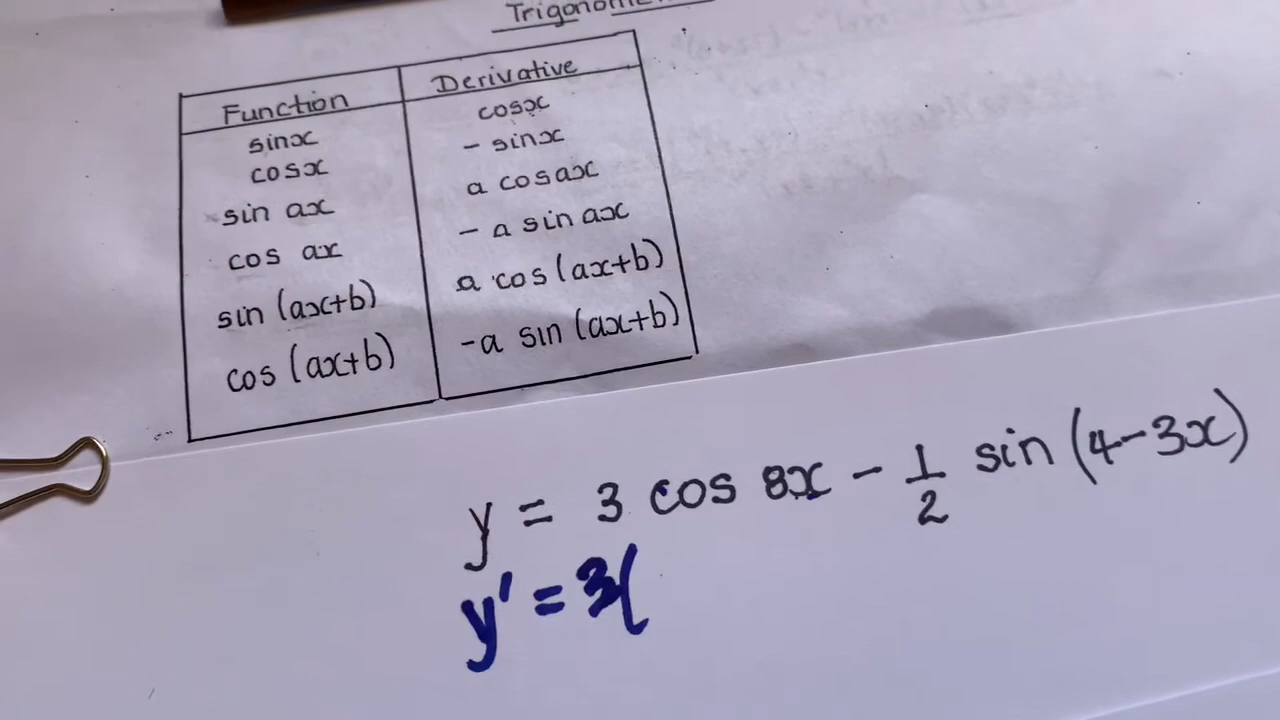 Function Derivative
sinx cosx
cosx - sinx
sin ax a cosax
cos ax - a sin ax
sin (ax+b) a cos (ax+b)
cos (ax+b) -a sin (ax+b)
y = 3 cos 8x - 1/2 sin (4-3x)
y' = 3(